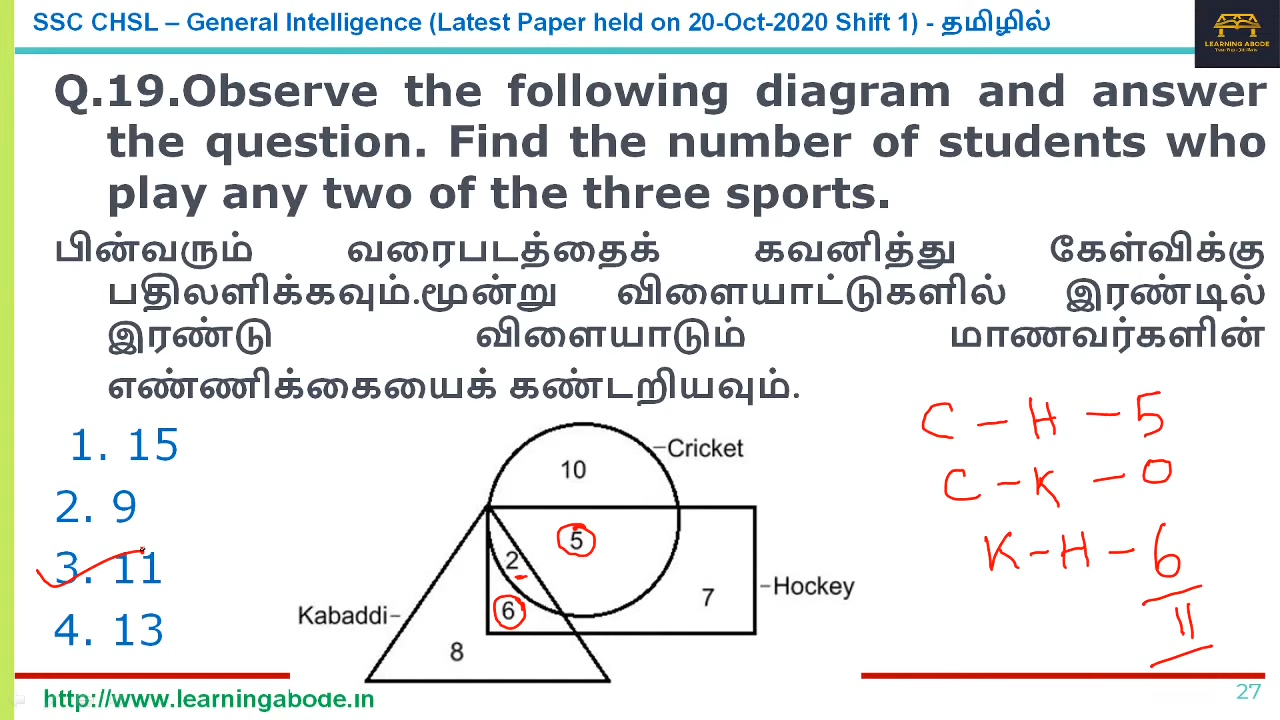 SSC CHSL – General Intelligence (Latest Paper held on 20-Oct-2020 Shift 1) - தமிழில்
LEARNING ABODE
Q.19.Observe the following diagram and answer
the question. Find the number of students who
play any two of the three sports.
பின்வரும் வரைபடத்தைக் கவனித்து கேள்விக்கு
பதிலளிக்கவும்.மூன்று விளையாட்டுகளில் இரண்டில்
இரண்டு விளையாடும் மாணவர்களின்
எண்ணிக்கையைக் கண்டறியவும்.
1. 15
2. 9
3. 11
4. 13
Cricket
10
5
2
Hockey
7
6
Kabaddi
8
C - H - 5
C - K - 0
K - H - 6
11
http://www.learningabode.in
27